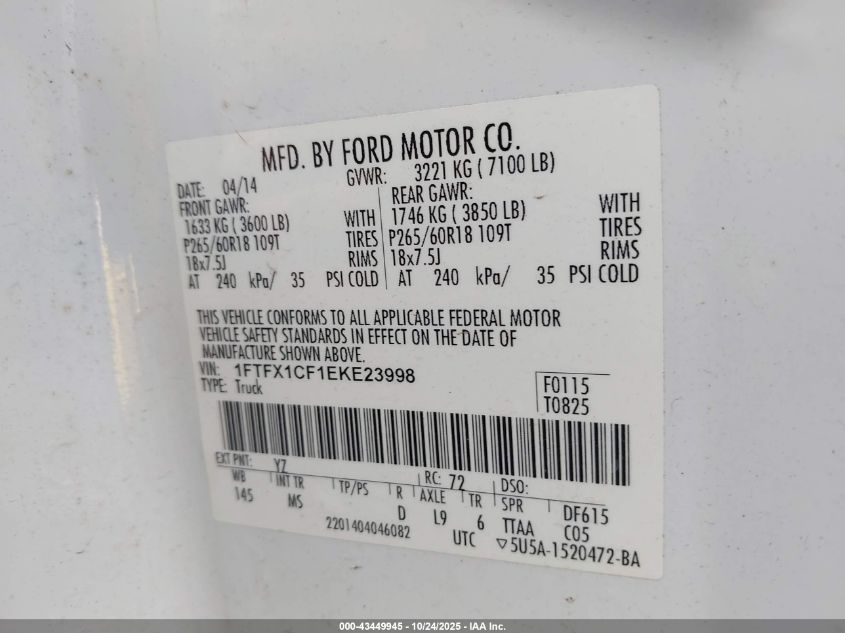 MFD. BY FORD MOTOR CO.
DATE: 04/14 GVWR: 3221 KG ( 7100 LB)
FRONT GAWR: REAR GAWR:
1633 KG ( 3600 LB) WITH 1746 KG ( 3850 LB) WITH
P265/60R18 109T TIRES P265/60R18 109T TIRES
18x7.5J RIMS 18x7.5J RIMS
AT 240 kPa/ 35 PSI COLD AT 240 kPa/ 35 PSI COLD
THIS VEHICLE CONFORMS TO ALL APPLICABLE FEDERAL MOTOR
VEHICLE SAFETY STANDARDS IN EFFECT ON THE DATE OF
MANUFACTURE SHOWN ABOVE.
VIN: 1FTFX1CF1EKE23998 F0115
TYPE: Truck T0825
EXT PNT: YZ RC: 72 DSO:
WB INT TR TP/PS R AXLE TR SPR DF615
145 MS D L9 6 TTAA C05
2201404046082 UTC ▽5U5A-1520472-BA
000-43449945 - 10/24/2025 - IAA Inc.